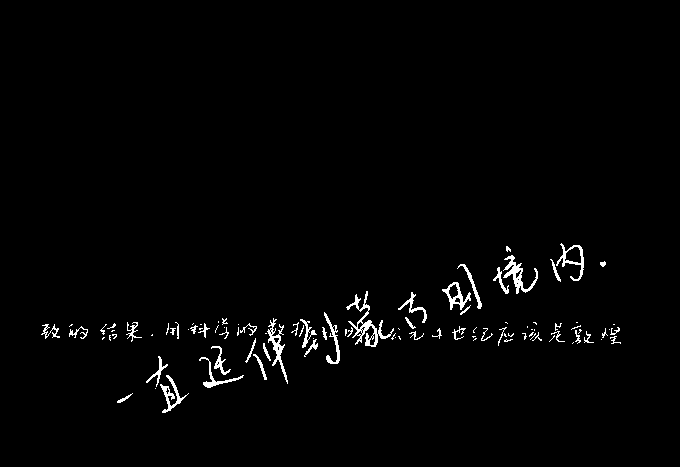 致的结果.用科学的数据证明公元十世纪应该是敦煌
一直延伸到蒙古国境内.